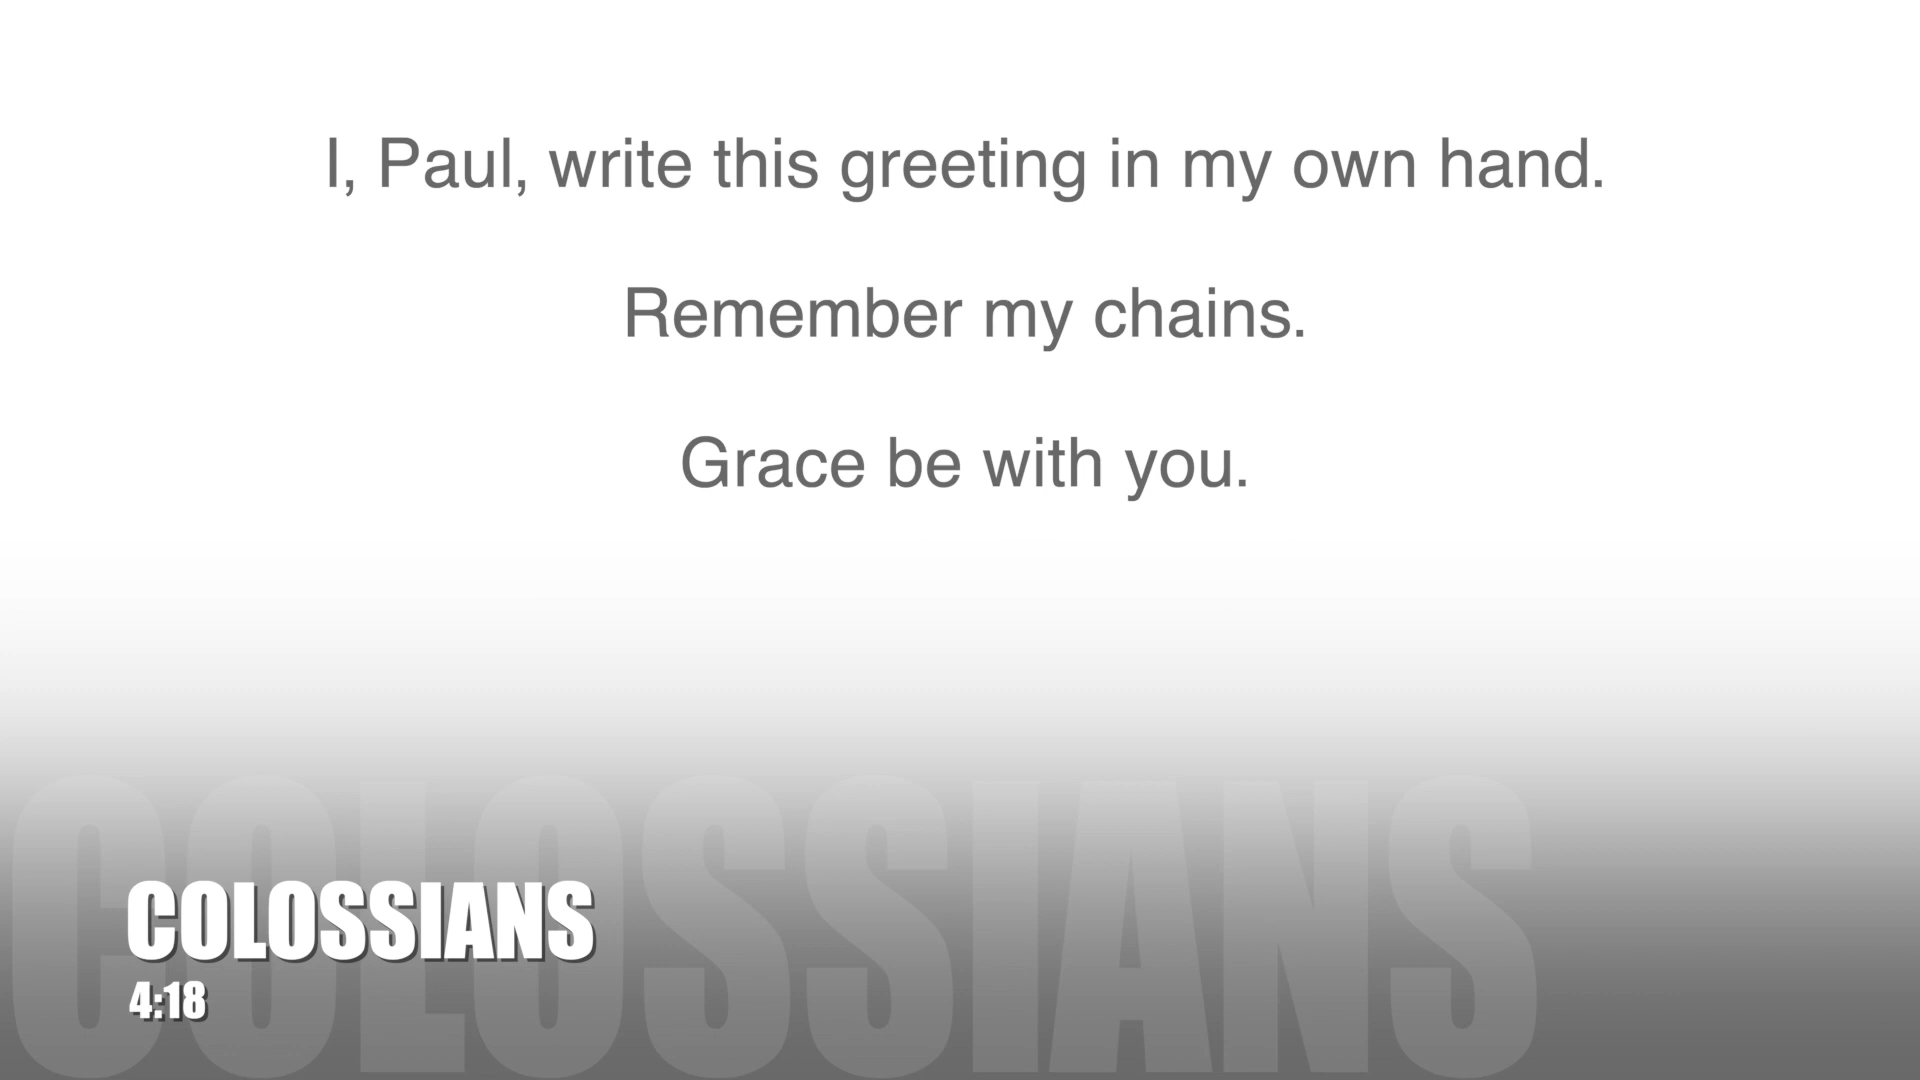 I, Paul, write this greeting in my own hand.
Remember my chains.
Grace be with you.
COLOSSIANS
COLOSSIANS
4:18